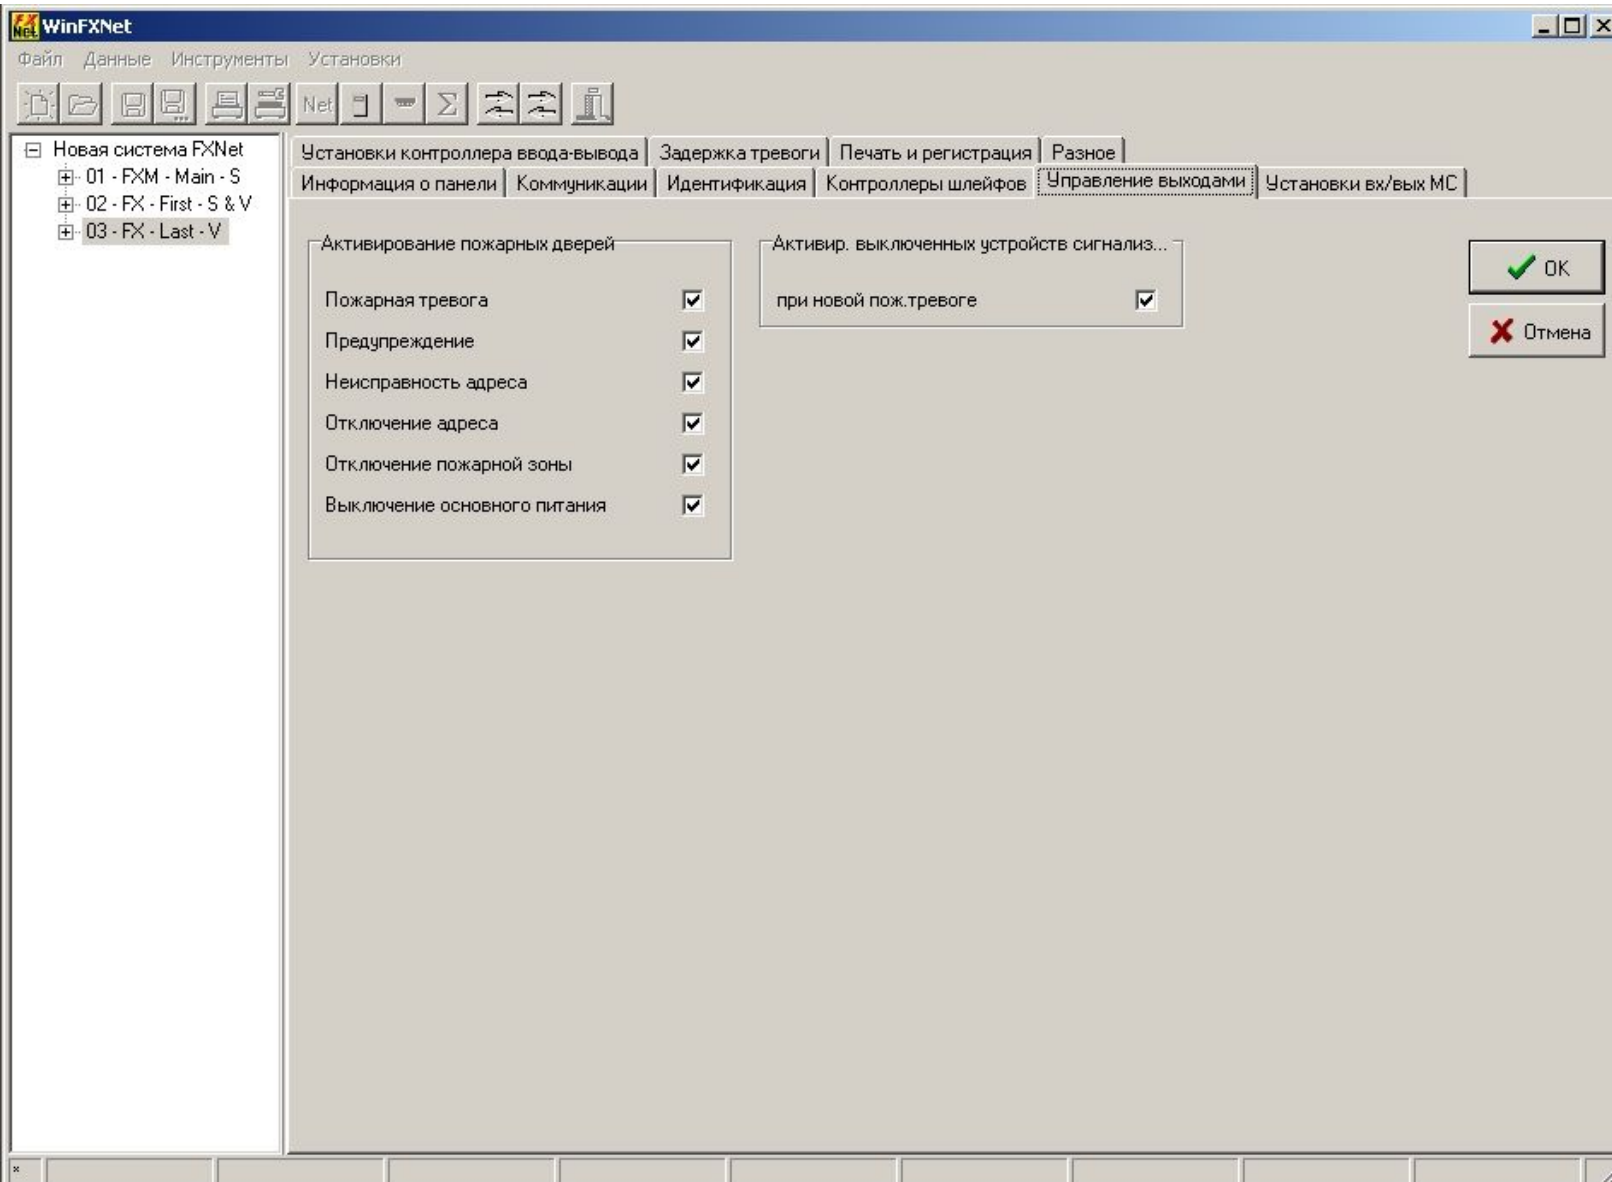 WinFXNet
Файл Данные Инструменты Установки
Net
Новая система FXNet
01 - FXM - Main - S
02 - FX - First - S & V
03 - FX - Last - V
Установки контроллера ввода-вывода Задержка тревоги Печать и регистрация Разное
Информация о панели Коммуникации Идентификация Контроллеры шлейфов Управление выходами Установки вх/вых МС
Активирование пожарных дверей
Пожарная тревога
Предупреждение
Неисправность адреса
Отключение адреса
Отключение пожарной зоны
Выключение основного питания
Активир. выключенных устройств сигнализ...
при новой пож.тревоге
OK
Отмена